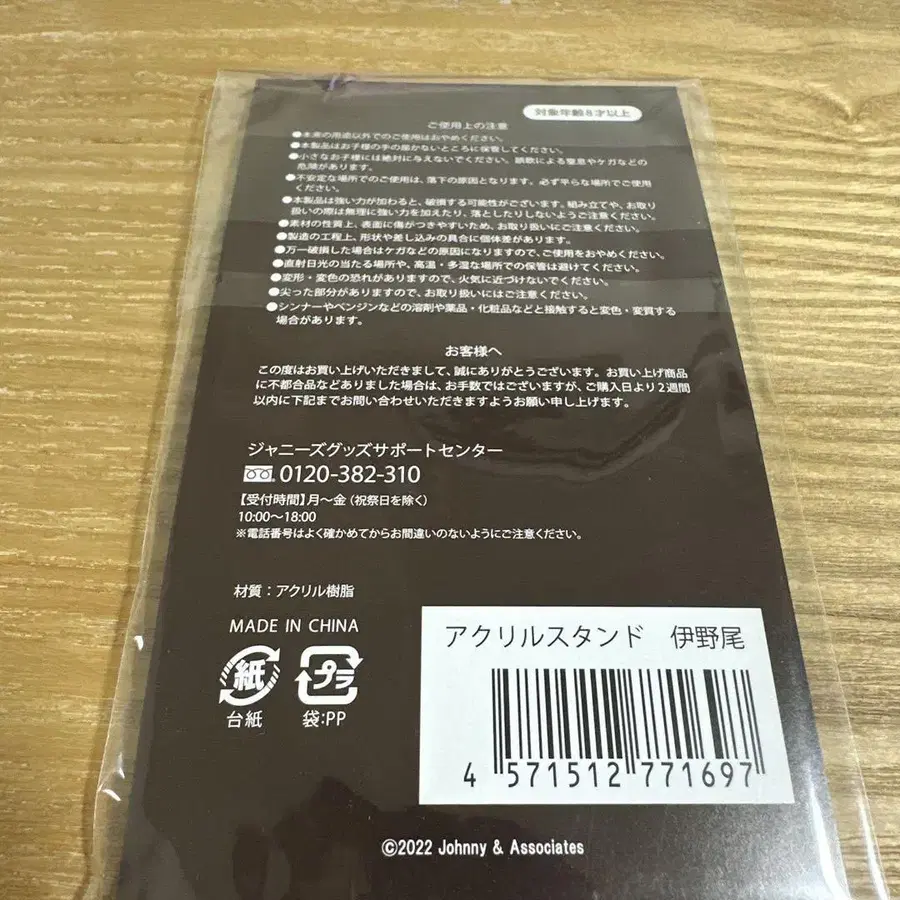 対象年齢8才以上
ご使用上の注意
●本来の用途以外でのご使用はおやめください。
●本製品はお子様の手の届かないところに保管してください。
●小さなお子様には絶対に与えないでください。誤飲による窒息やケガなどの
危険があります。
●不安定な場所でのご使用は、落下の原因となります。必ず平らな場所でご使用
ください。
●本製品は強い力が加わると、破損する可能性がございます。組み立てや、お取り
扱いの際は無理に強い力を加えたり、落としたりしないようご注意ください。
●素材の性質上、表面に傷がつきやすいため、お取り扱いにご注意ください。
●製造の工程上、形状や差し込みの具合に個体差があります。
●万一破損した場合はケガなどの原因になりますので、ご使用をおやめください。
●直射日光の当たる場所や、高温・多湿な場所での保管は避けてください。
●変形・変色の恐れがありますので、火気に近づけないでください。
●尖った部分がありますので、お取り扱いにはご注意ください。
●シンナーやベンジンなどの溶剤や薬品・化粧品などと接触すると変色・変質する
場合があります。
お客様へ
この度はお買い上げいただきまして、誠にありがとうございます。お買い上げ商品
に不都合品などありました場合は、お手数ではございますが、ご購入日より2週間
以内に下記までお問い合わせいただきますようお願い申し上げます。
ジャニーズグッズサポートセンター
0120-382-310
【受付時間】月〜金（祝祭日を除く）
10:00〜18:00
※電話番号はよく確かめてからお間違いのないようにご注意ください。
材質：アクリル樹脂
MADE IN CHINA
紙 プラ
台紙 袋:PP
アクリルスタンド 伊野尾
4 571512 771697
©2022 Johnny & Associates